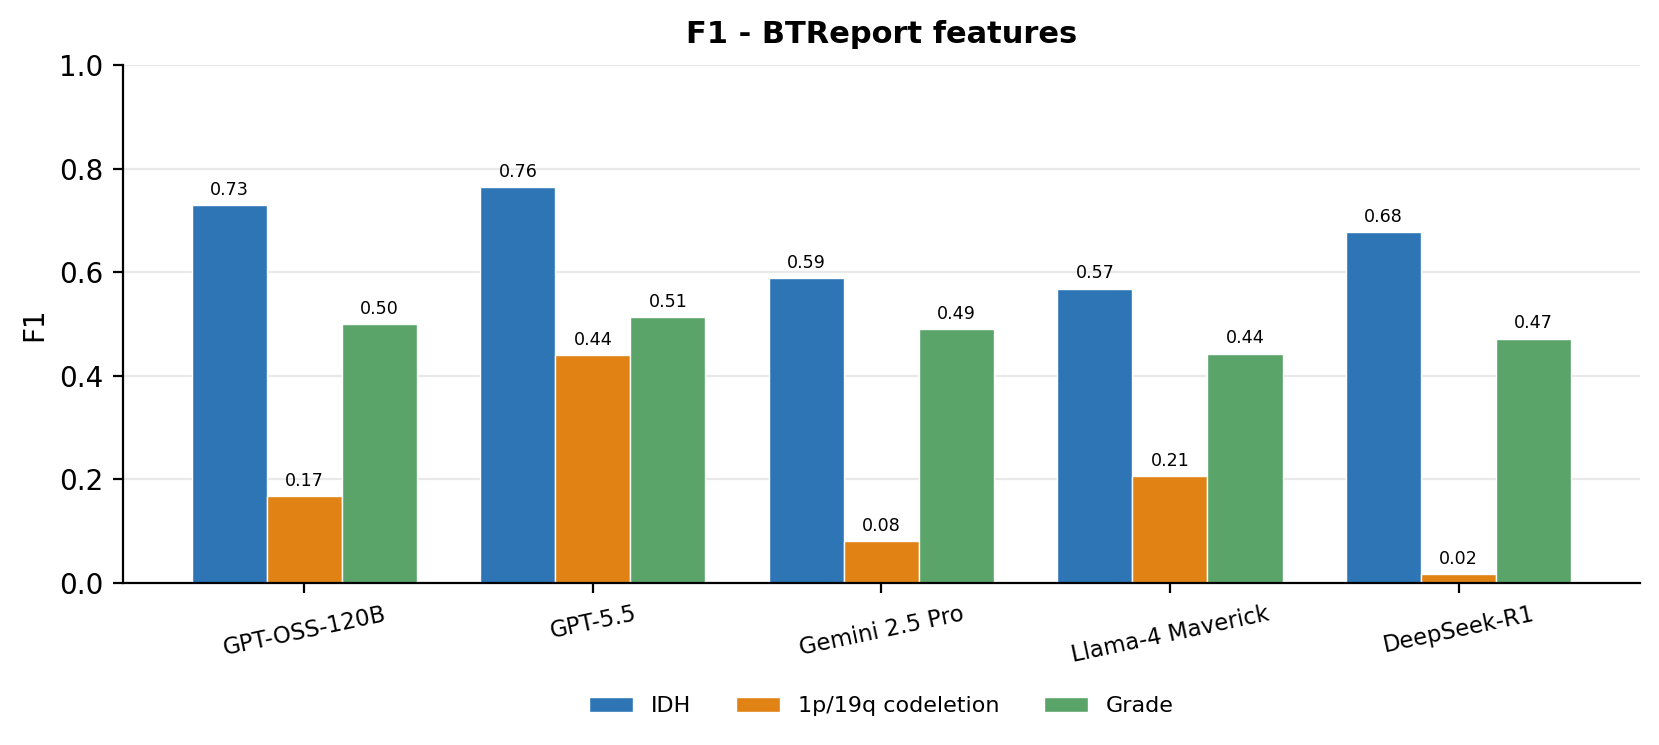 F1 - BTReport features
F1
1.0
0.8
0.6
0.4
0.2
0.0
0.73
0.17
0.50
0.76
0.44
0.51
0.59
0.08
0.49
0.57
0.21
0.44
0.68
0.02
0.47
GPT-OSS-120B
GPT-5.5
Gemini 2.5 Pro
Llama-4 Maverick
DeepSeek-R1
IDH
1p/19q codeletion
Grade